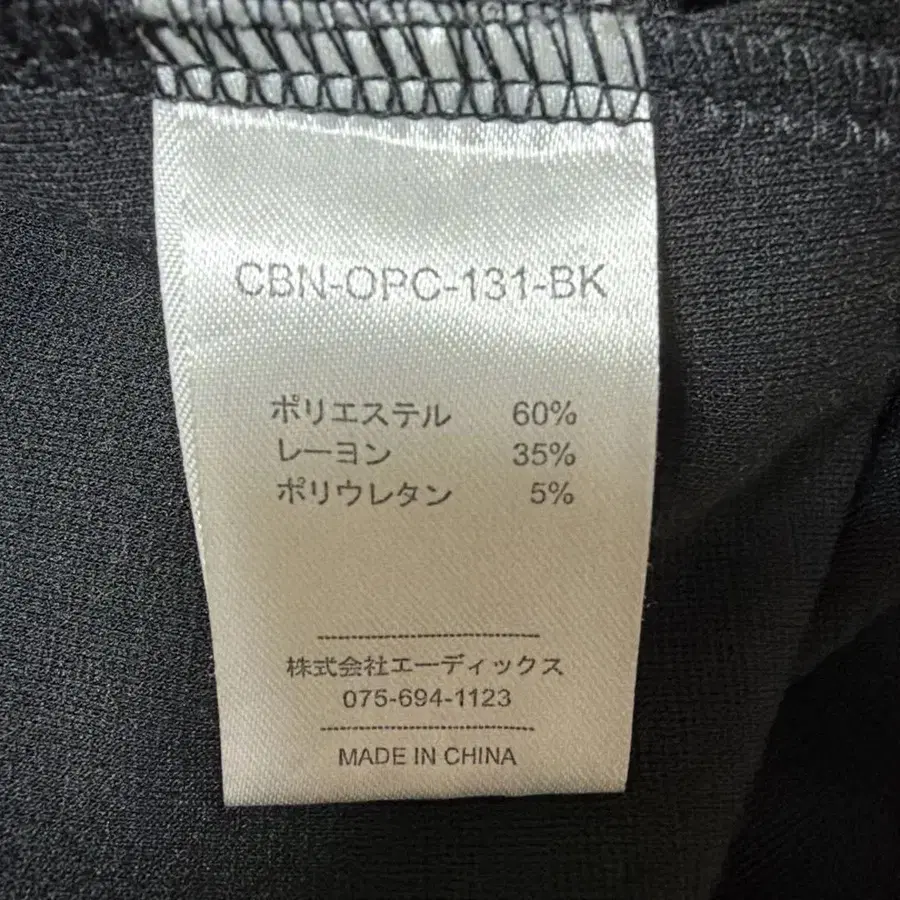 CBN-OPC-131-BK
ポリエステル 60%
レーヨン 35%
ポリウレタン 5%
株式会社エーディックス
075-694-1123
MADE IN CHINA